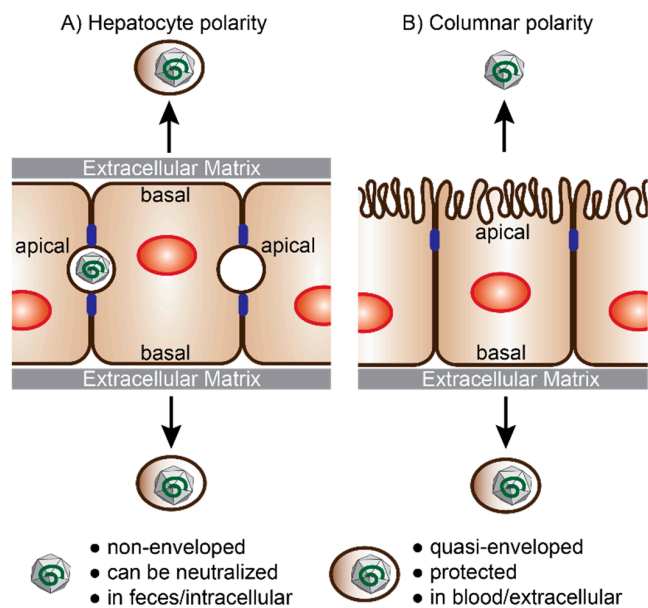 A) Hepatocyte polarity
B) Columnar polarity
Extracellular Matrix
basal
apical
apical
basal
Extracellular Matrix
apical
basal
Extracellular Matrix
● non-enveloped
● can be neutralized
● in feces/intracellular
● quasi-enveloped
● protected
● in blood/extracellular